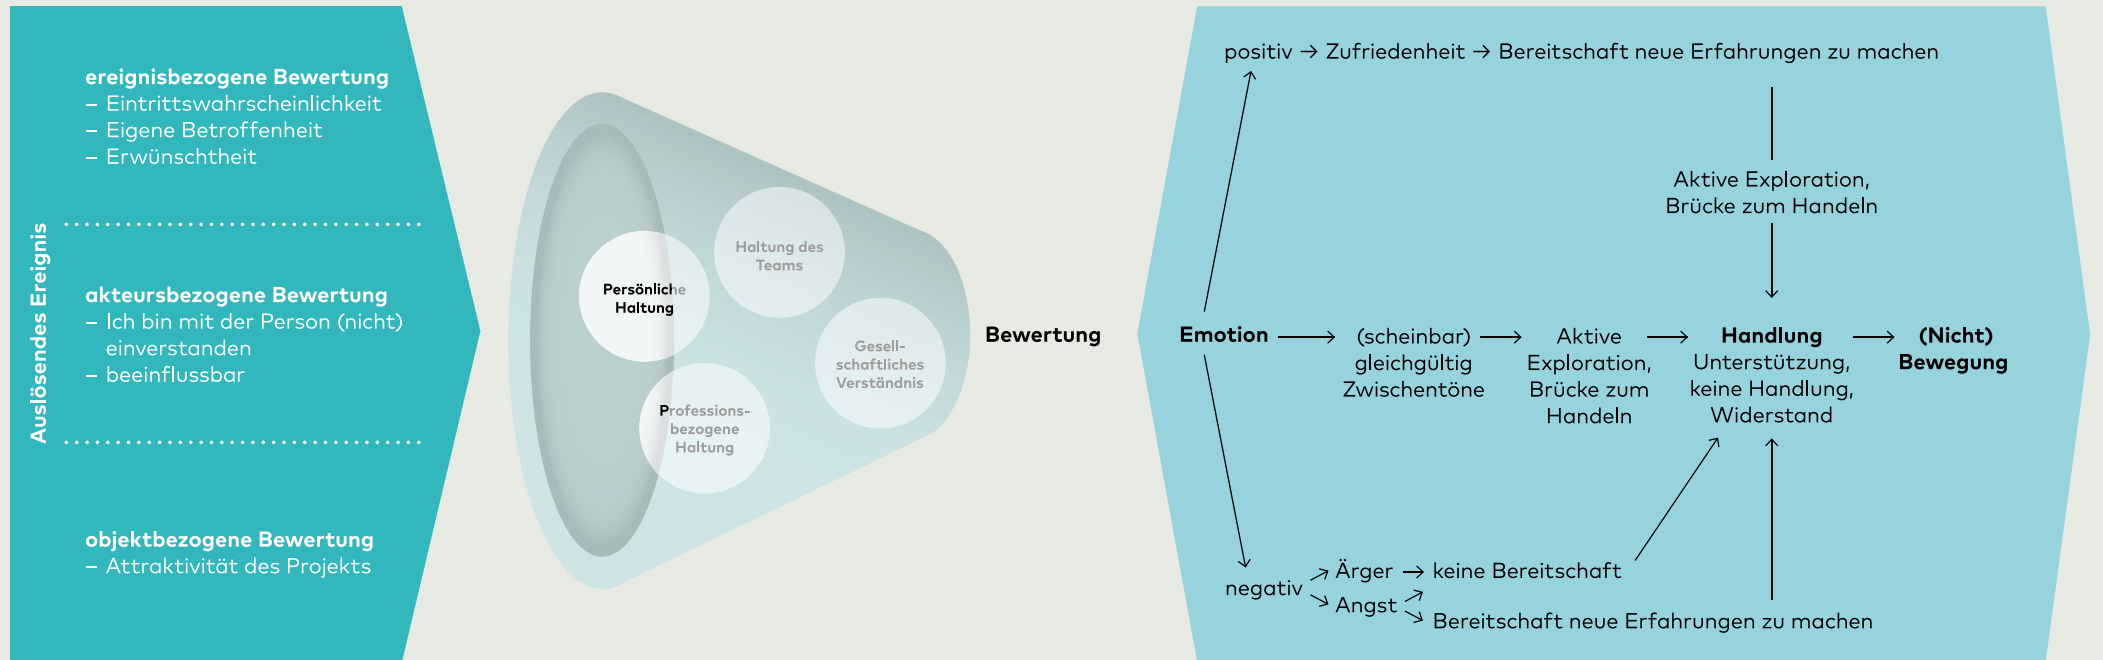 Auslösendes Ereignis
ereignisbezogene Bewertung
– Eintrittswahrscheinlichkeit
– Eigene Betroffenheit
– Erwünschtheit
akteursbezogene Bewertung
– Ich bin mit der Person (nicht)
einverstanden
– beeinflussbar
objektbezogene Bewertung
– Attraktivität des Projekts
Persönliche
Haltung
Haltung des
Teams
Gesell-
schaftliches
Verständnis
Professions-
bezogene
Haltung
Bewertung
positiv → Zufriedenheit → Bereitschaft neue Erfahrungen zu machen
Aktive Exploration,
Brücke zum Handeln
Emotion
(scheinbar)
gleichgültig
Zwischentöne
Aktive
Exploration,
Brücke zum
Handeln
Handlung
Unterstützung,
keine Handlung,
Widerstand
(Nicht)
Bewegung
negativ
Ärger → keine Bereitschaft
Angst
Bereitschaft neue Erfahrungen zu machen